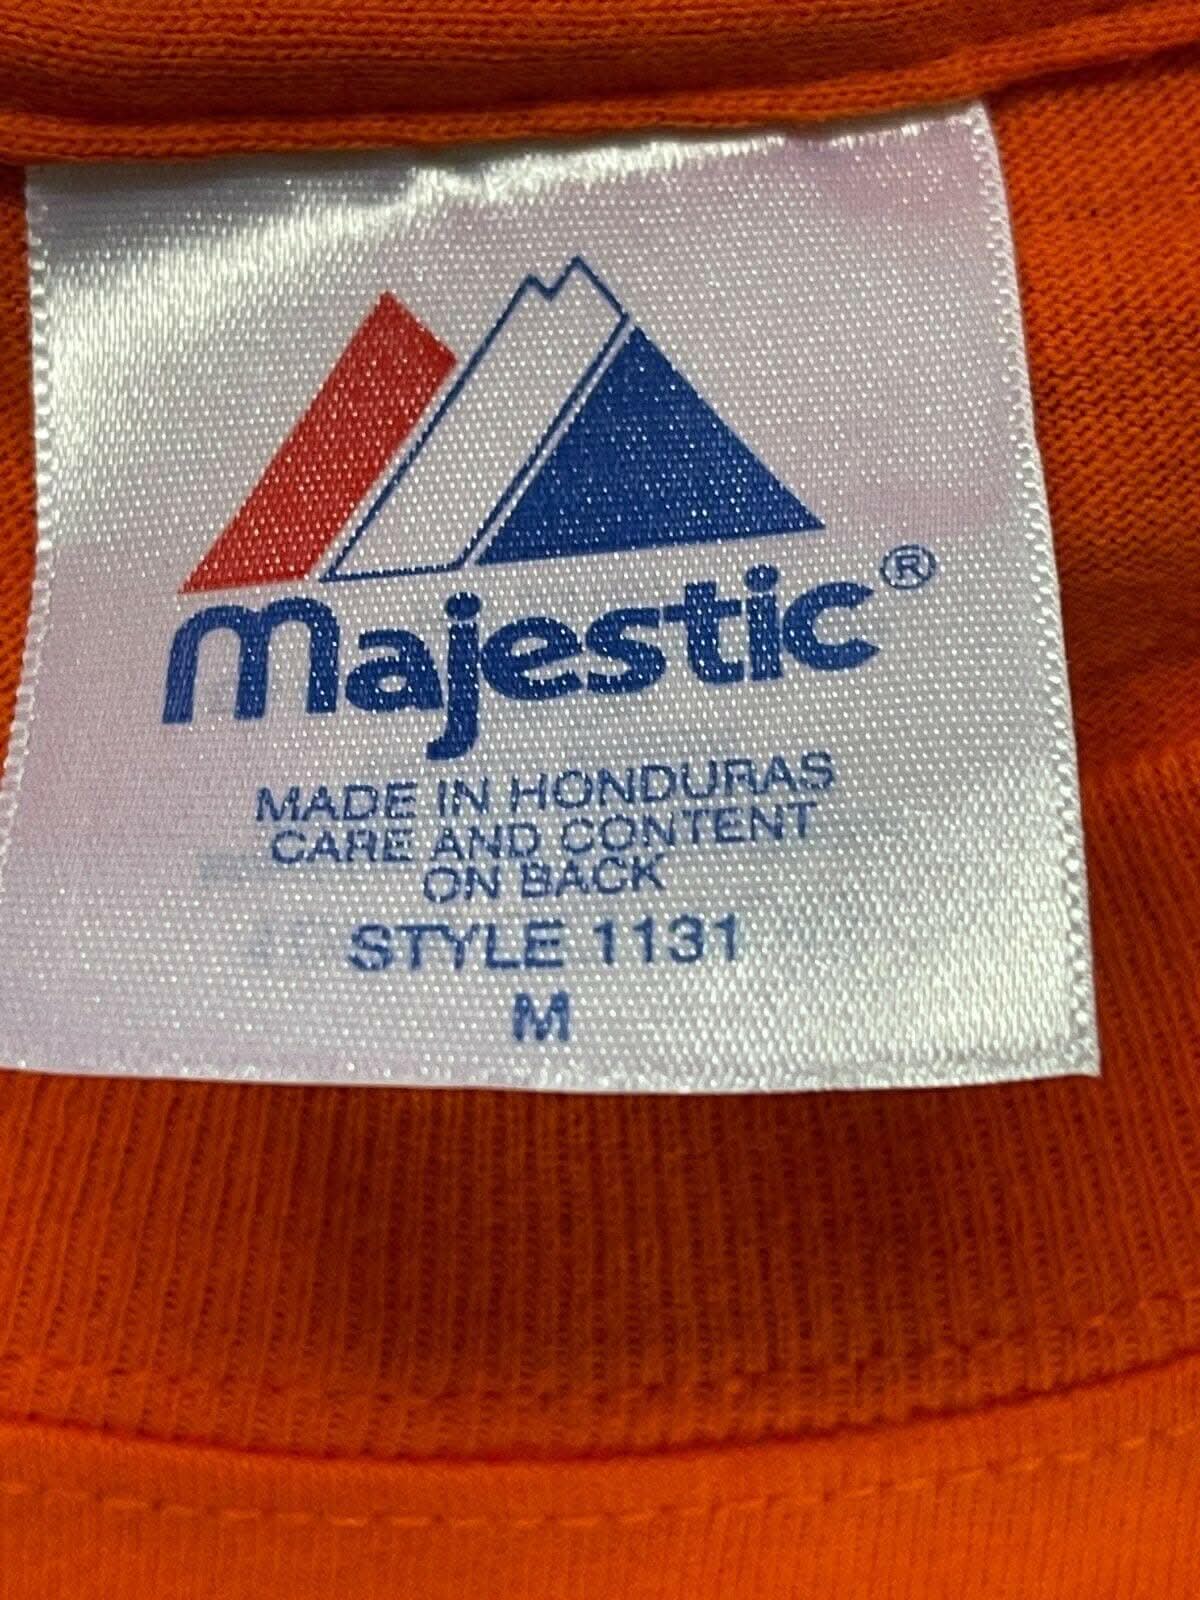 majestic®
MADE IN HONDURAS
CARE AND CONTENT
ON BACK
STYLE 1131
M